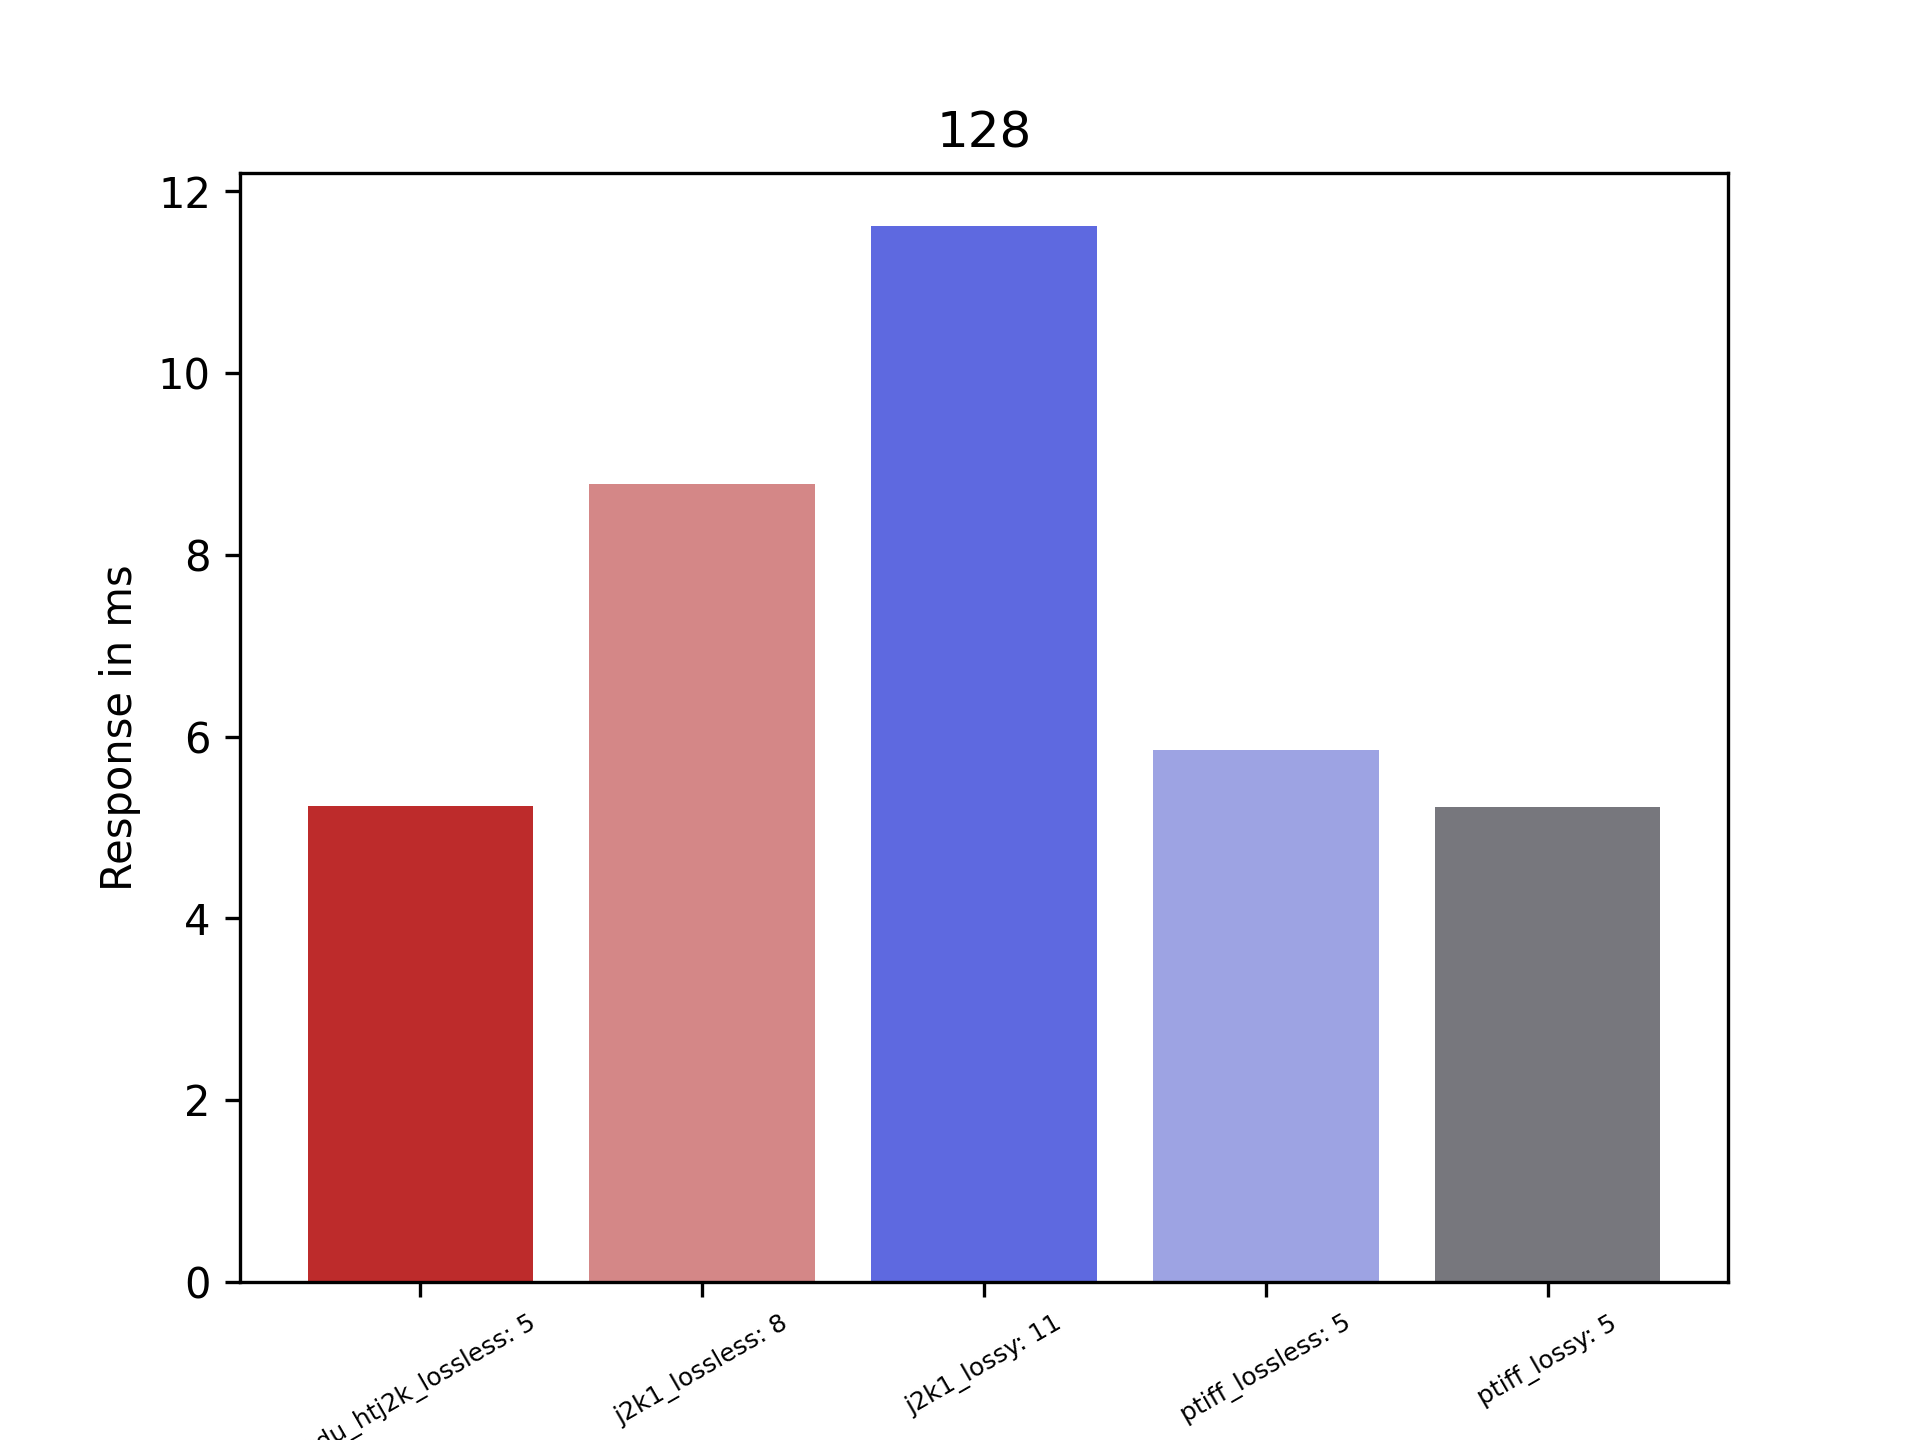 128
Response in ms
12
10
8
6
4
2
0
du_htj2k_lossless: 5
j2k1_lossless: 8
j2k1_lossy: 11
ptiff_lossless: 5
ptiff_lossy: 5